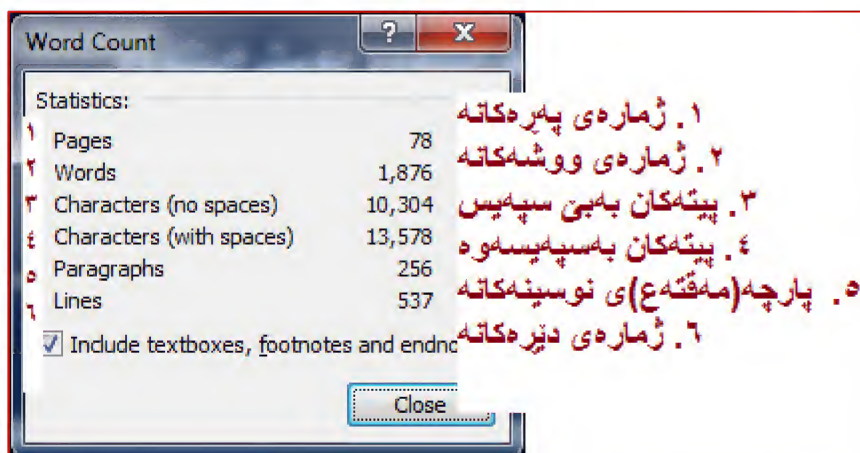 Word Count
Statistics:
١ Pages 78
٢ Words 1,876
٣ Characters (no spaces) 10,304
٤ Characters (with spaces) 13,578
٥ Paragraphs 256
٦ Lines 537
Include textboxes, footnotes and endno
Close
١. ژمارەی پەڕەکانە
٢. ژمارەی ووشەکانە
٣. پیتەکان بەبێ سپەیس
٤. پیتەکان بەسپەیسەوە
٥. پارچە(مەقتەع)ی نوسینەکانە
٦. ژمارەی دێڕەکانە